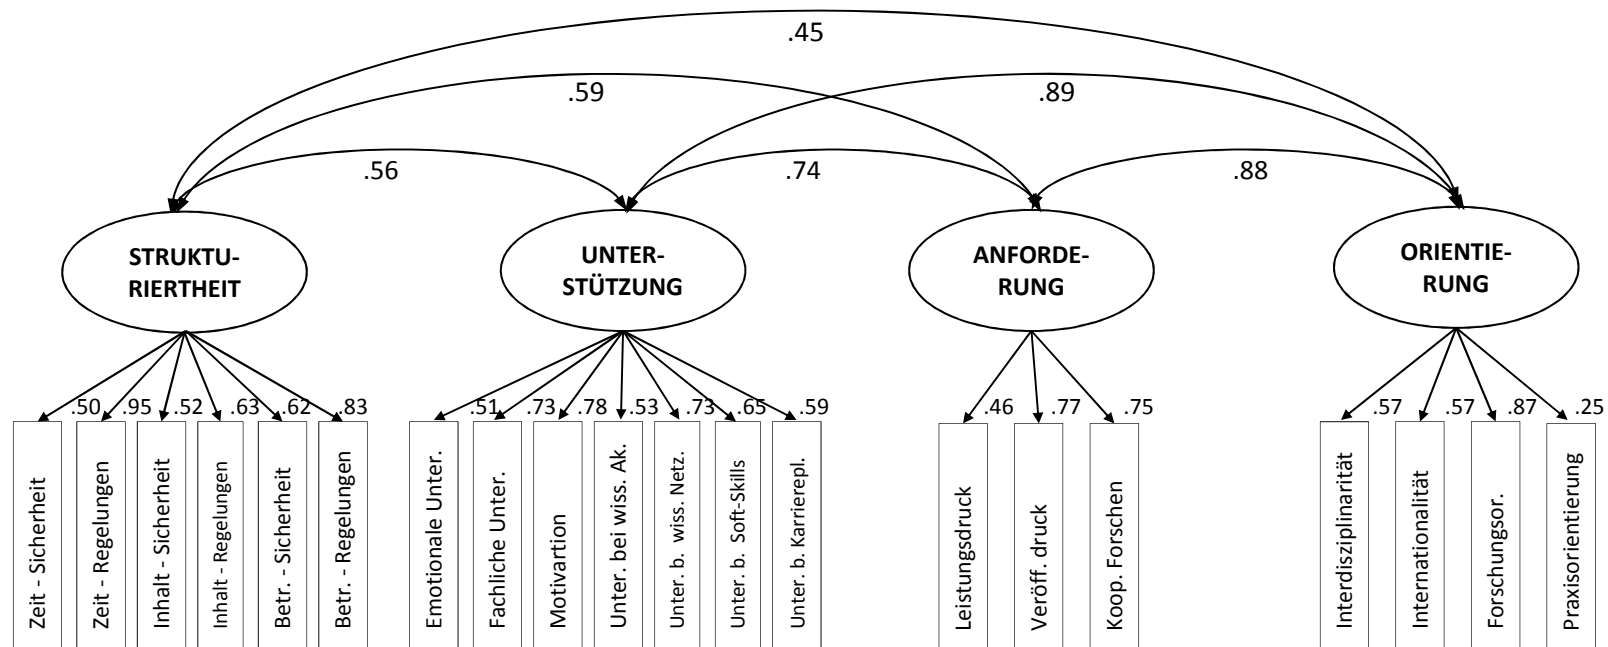 .45
.59
.89
.56
.74
.88
STRUKTU-
RIERTHEIT
UNTER-
STÜTZUNG
ANFORDE-
RUNG
ORIENTIE-
RUNG
.50
.95
.52
.63
.62
.83
.51
.73
.78
.53
.73
.65
.59
.46
.77
.75
.57
.57
.87
.25
Zeit - Sicherheit
Zeit - Regelungen
Inhalt - Sicherheit
Inhalt - Regelungen
Betr. - Sicherheit
Betr. - Regelungen
Emotionale Unter.
Fachliche Unter.
Motivartion
Unter. bei wiss. Ak.
Unter. b. wiss. Netz.
Unter. b. Soft-Skills
Unter. b. Karrierepl.
Leistungsdruck
Veröff. druck
Koop. Forschen
Interdisziplinarität
Internationalität
Forschungsor.
Praxisorientierung